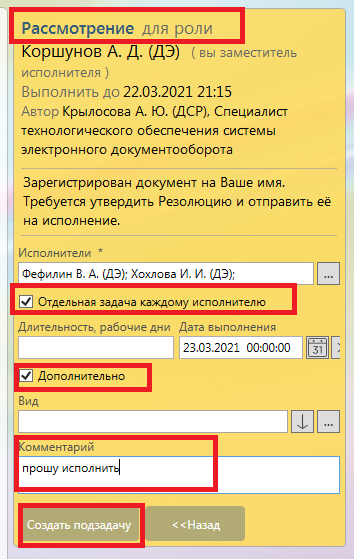 Рассмотрение для роли
Коршунов А. Д. (ДЭ) ( вы заместитель
исполнителя )
Выполнить до 22.03.2021 21:15
Автор Крылосова А. Ю. (ДСР), Специалист
технологического обеспечения системы
электронного документооборота
Зарегистрирован документ на Ваше имя.
Требуется утвердить Резолюцию и отправить её
на исполнение.
Исполнители *
Фефилин В. А. (ДЭ); Хохлова И. И. (ДЭ); ...
Отдельная задача каждому исполнителю
Длительность, рабочие дни Дата выполнения
23.03.2021 00:00:00 31
Дополнительно
Вид
...
Комментарий
прошу исполнить
Создать подзадачу <<Назад